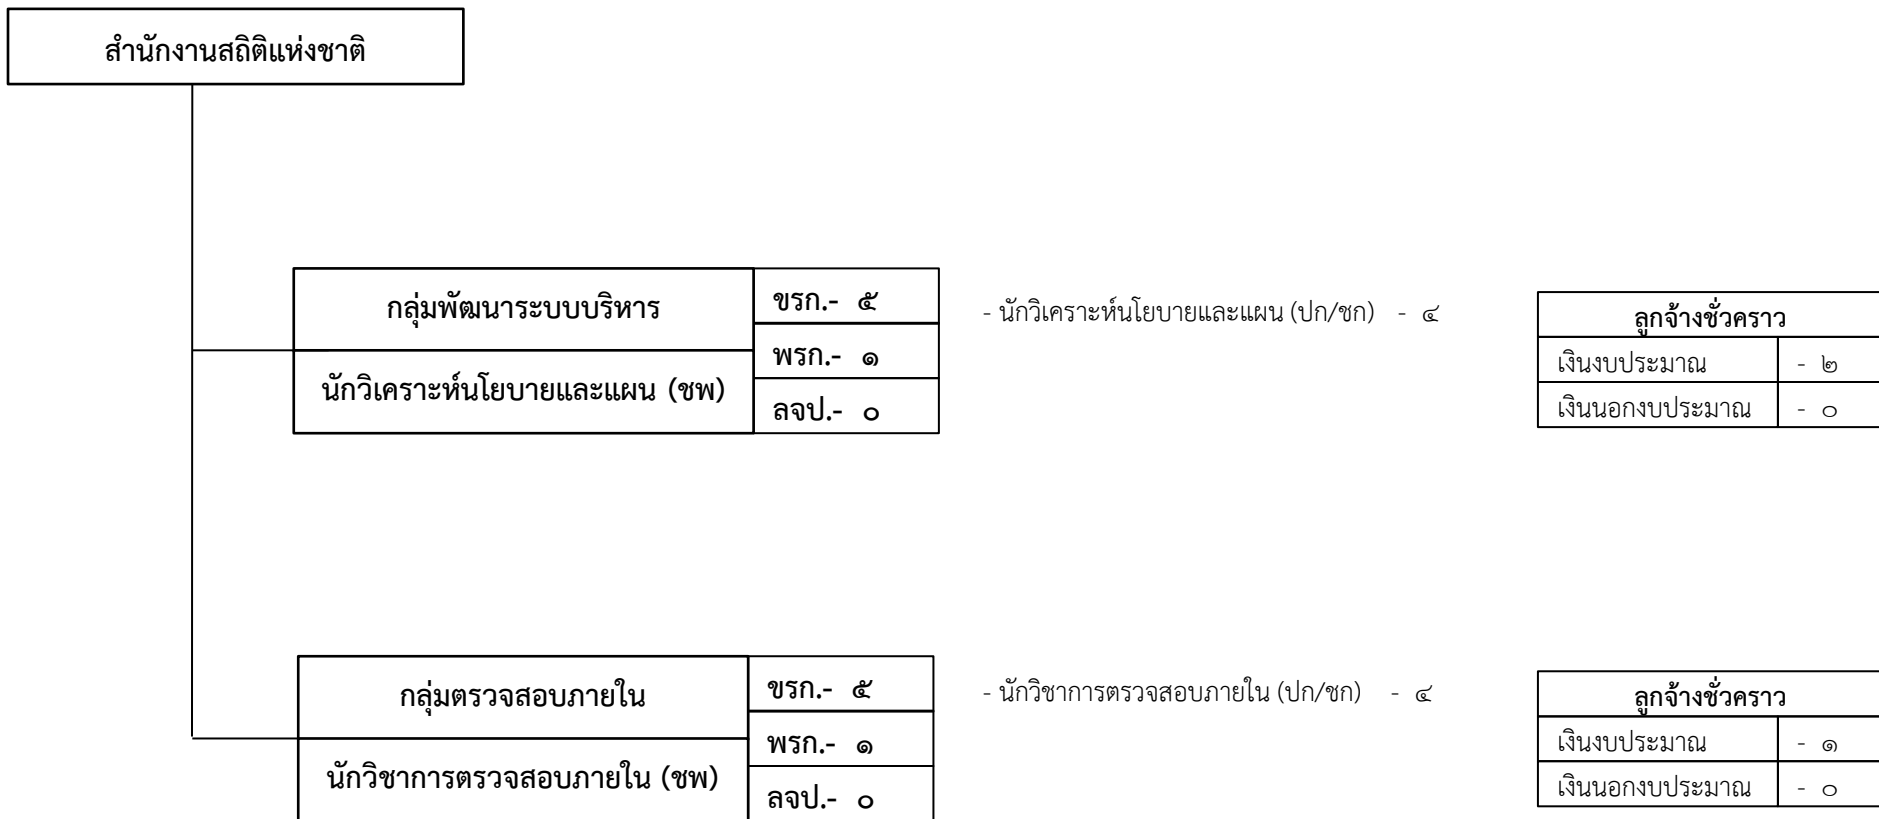 สำนักงานสถิติแห่งชาติ
กลุ่มพัฒนาระบบบริหาร
นักวิเคราะห์นโยบายและแผน (ชพ)
ขรก.- ๕
พรก.- ๑
ลจป.- ๐
- นักวิเคราะห์นโยบายและแผน (ปก/ชก) - ๔
ลูกจ้างชั่วคราว
เงินงบประมาณ - ๒
เงินนอกงบประมาณ - ๐
กลุ่มตรวจสอบภายใน
นักวิชาการตรวจสอบภายใน (ชพ)
ขรก.- ๕
พรก.- ๑
ลจป.- ๐
- นักวิชาการตรวจสอบภายใน (ปก/ชก) - ๔
ลูกจ้างชั่วคราว
เงินงบประมาณ - ๑
เงินนอกงบประมาณ - ๐